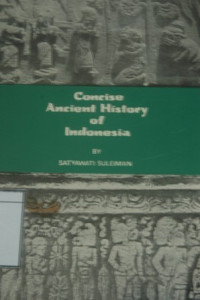 Concise
Ancient History
of
Indonesia
BY
SATYAWATI SULEIMAN